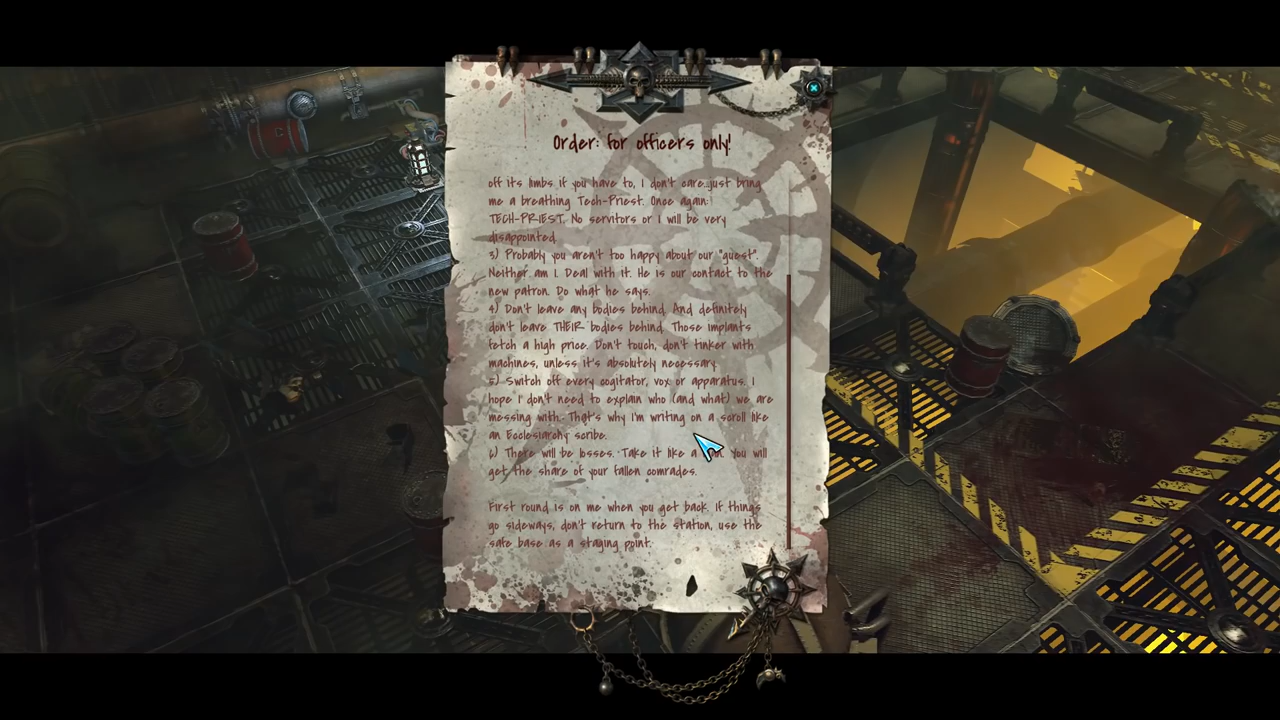 Order: for officers only!
off its limbs if you have to, I don't care...just bring
me a breathing Tech-Priest. Once again:
TECH-PRIEST. No servitors or I will be very
disappointed.
3) Probably you aren't too happy about our "guest".
Neither am I. Deal with it. He is our contact to the
new patron. Do what he says.
4) Don't leave any bodies behind. And definitely
don't leave THEIR bodies behind. Those implants
fetch a high price. Don't touch, don't tinker with
machines, unless it's absolutely necessary.
5) Switch off every cogitator, vox or apparatus. I
hope I don't need to explain who (and what) we are
messing with. That's why I'm writing on a scroll like
an Ecclesiarchy scribe.
6) There will be losses. Take it like a You will
get the share of your fallen comrades.
First round is on me when you get back. If things
go sideways, don't return to the station, use the
safe base as a staging point.